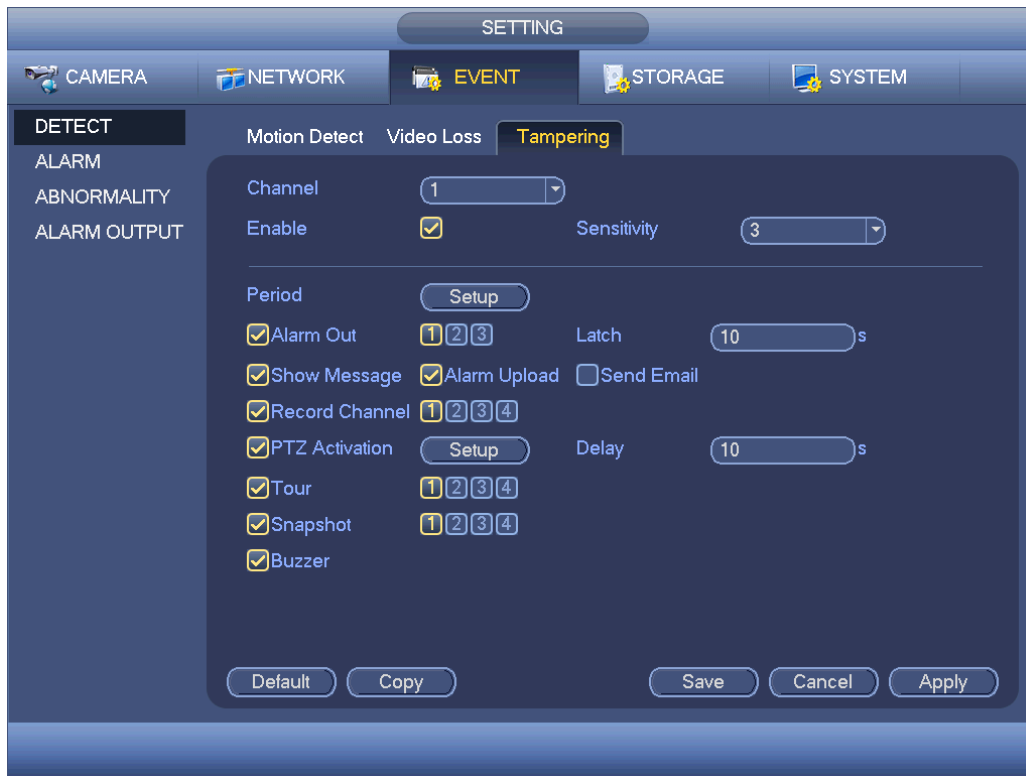 SETTING
CAMERA NETWORK EVENT STORAGE SYSTEM
DETECT
ALARM
ABNORMALITY
ALARM OUTPUT
Motion Detect Video Loss Tampering
Channel 1
Enable Sensitivity 3
Period Setup
Alarm Out 1 2 3 Latch 10 s
Show Message Alarm Upload Send Email
Record Channel 1 2 3 4
PTZ Activation Setup Delay 10 s
Tour 1 2 3 4
Snapshot 1 2 3 4
Buzzer
Default Copy Save Cancel Apply